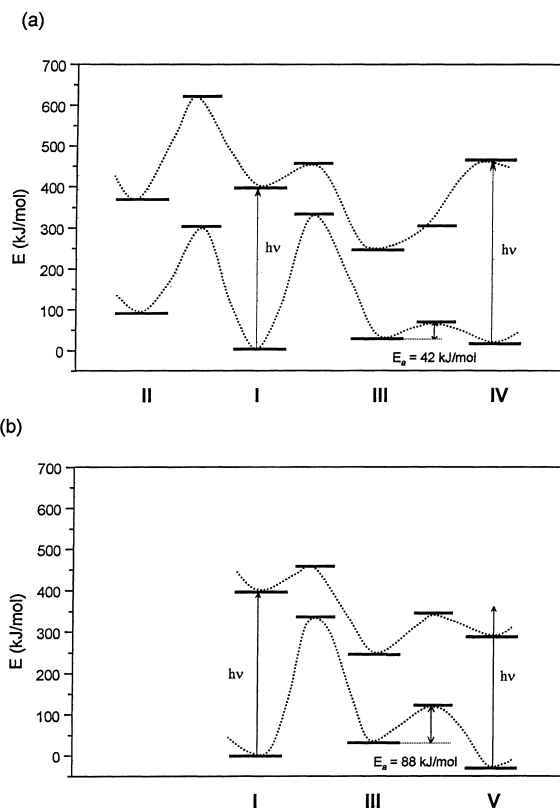 (a)
700
600
500
400
300
200
100
0
E (kJ/mol)
hν
hν
Ea = 42 kJ/mol
II I III IV
(b)
700
600
500
400
300
200
100
0
E (kJ/mol)
hν
hν
Ea = 88 kJ/mol
I III V